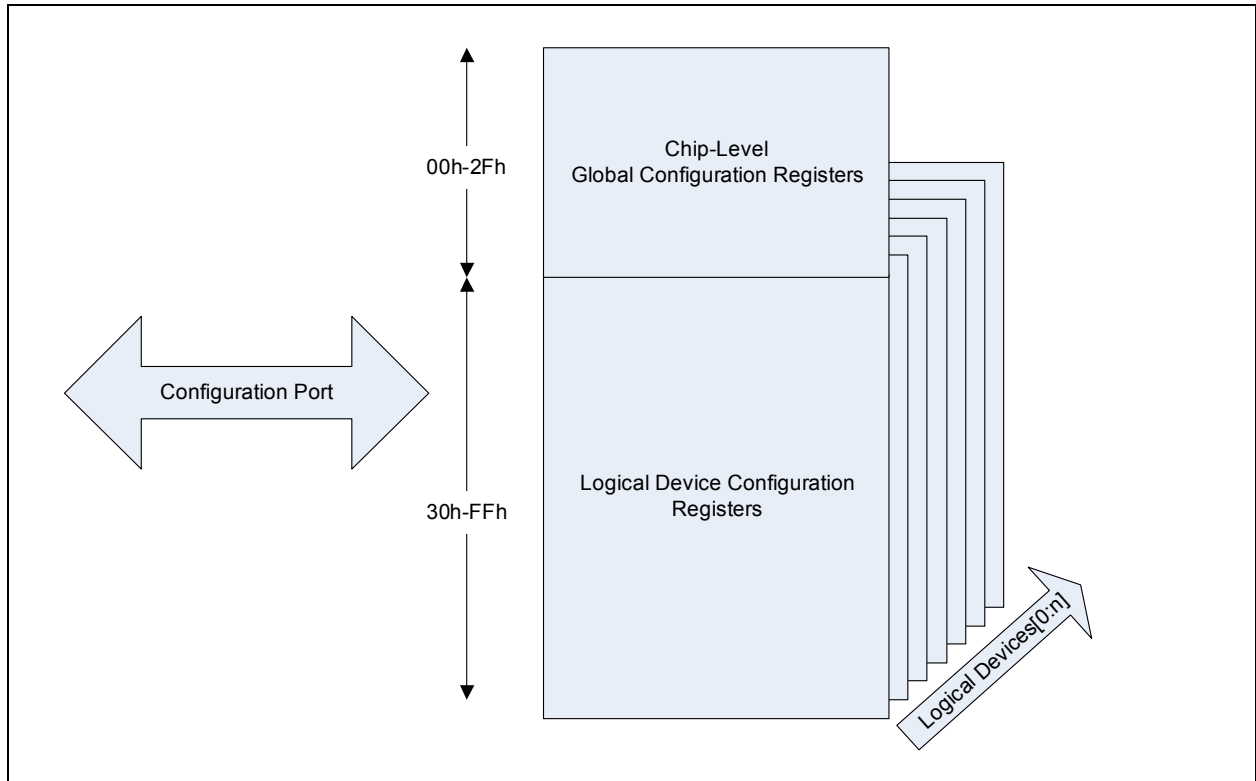 Chip-Level
Global Configuration Registers
00h-2Fh
Configuration Port
Logical Device Configuration
Registers
30h-FFh
Logical Devices[0:n]